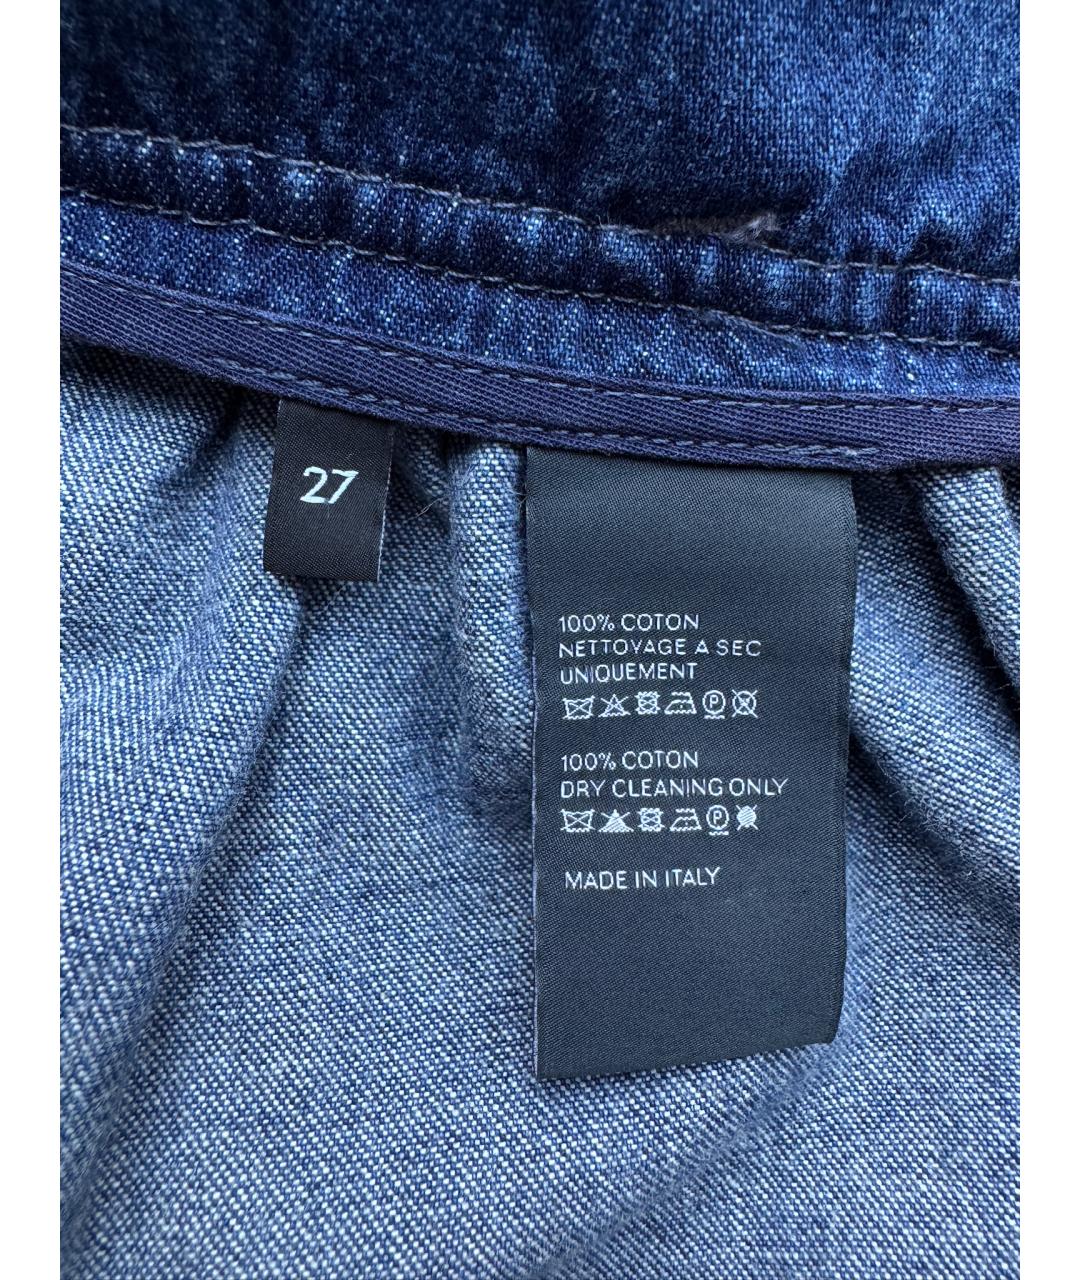 27
100% COTON
NETTOYAGE A SEC
UNIQUEMENT
P
100% COTON
DRY CLEANING ONLY
P
MADE IN ITALY